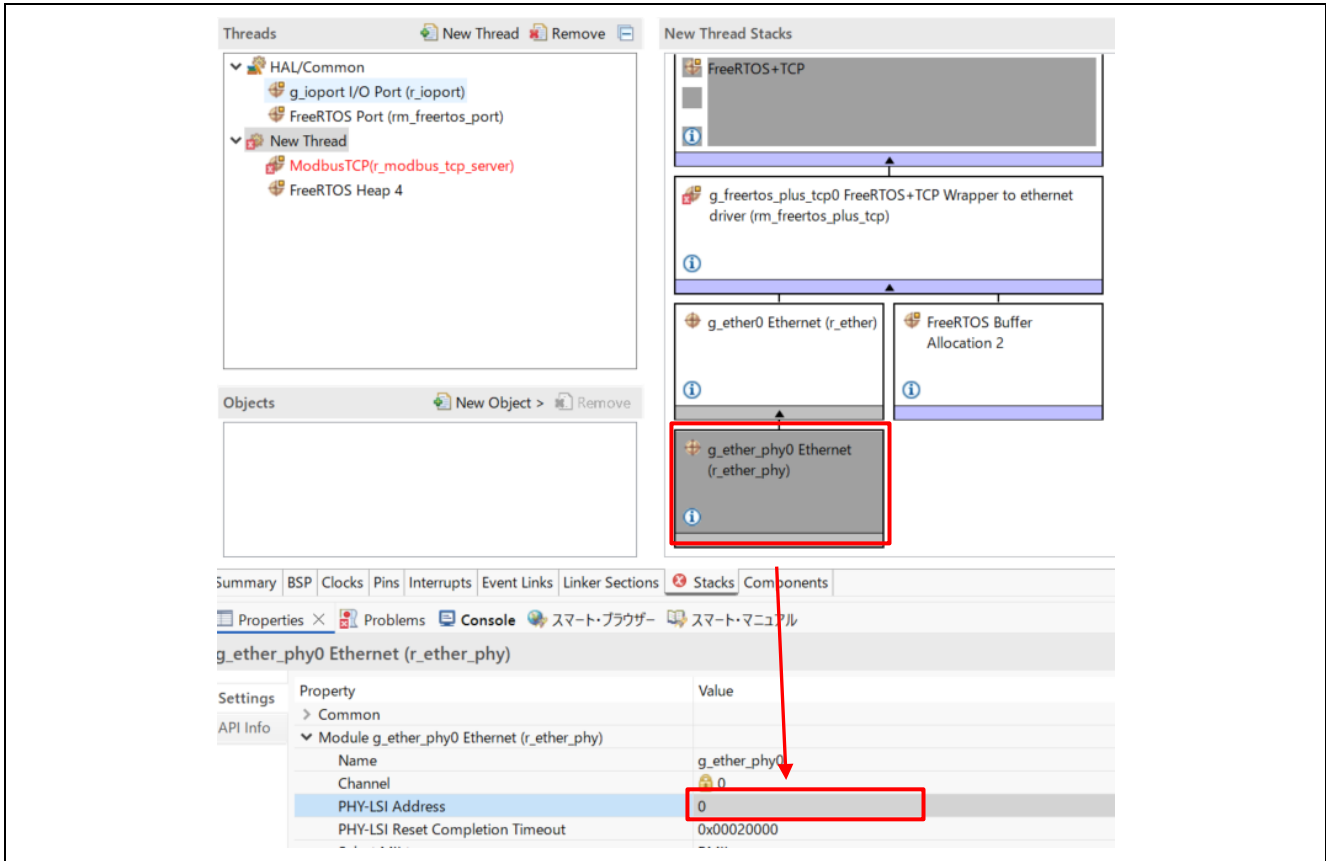 Threads
New Thread
Remove
New Thread Stacks
HAL/Common
g_ioport I/O Port (r_ioport)
FreeRTOS Port (rm_freertos_port)
New Thread
ModbusTCP(r_modbus_tcp_server)
FreeRTOS Heap 4
FreeRTOS+TCP
g_freertos_plus_tcp0 FreeRTOS+TCP Wrapper to ethernet
driver (rm_freertos_plus_tcp)
g_ether0 Ethernet (r_ether)
FreeRTOS Buffer
Allocation 2
Objects
New Object >
Remove
g_ether_phy0 Ethernet
(r_ether_phy)
Summary BSP Clocks Pins Interrupts Event Links Linker Sections Stacks Components
Properties Problems Console スマート・ブラウザー スマート・マニュアル
g_ether_phy0 Ethernet (r_ether_phy)
Settings
API Info
Property Value
Common
Module g_ether_phy0 Ethernet (r_ether_phy)
Name g_ether_phy0
Channel 0
PHY-LSI Address 0
PHY-LSI Reset Completion Timeout 0x00020000